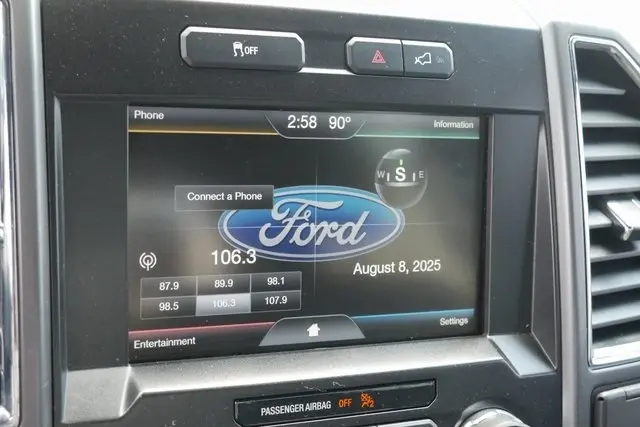 OFF
Phone
2:58 90°
Information
W S E
Connect a Phone
Ford
106.3
August 8, 2025
87.9 89.9 98.1
98.5 106.3 107.9
Entertainment
Settings
PASSENGER AIRBAG OFF 2